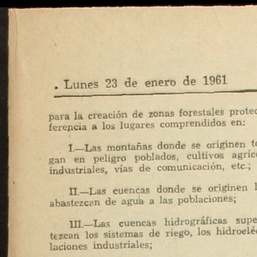 . Lunes 23 de enero de 1961
para la creación de zonas forestales protec
ferencia a los lugares comprendidos en:
I.—Las montañas donde se originen to
gan en peligro poblados, cultivos agríco
industriales, vías de comunicación, etc.;
II.—Las cuencas donde se originen l
abastezcan de agua a las poblaciones;
III.—Las cuencas hidrográficas supe
tezcan los sistemas de riego, los hidroeléc
laciones industriales;